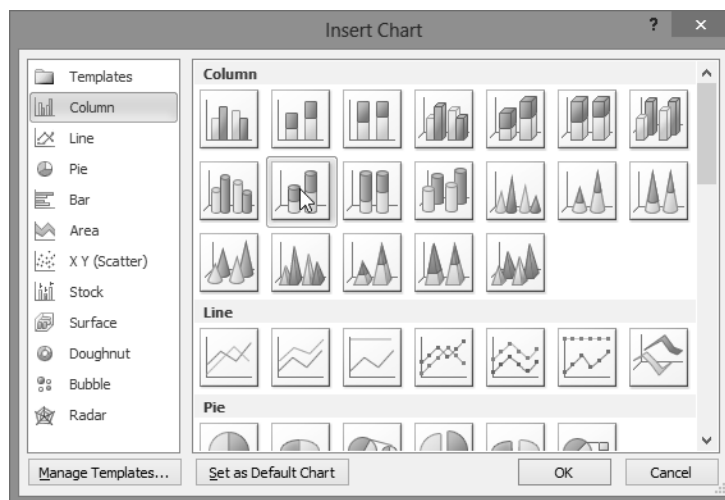 Insert Chart
?
Templates
Column
Line
Pie
Bar
Area
X Y (Scatter)
Stock
Surface
Doughnut
Bubble
Radar
Column
Line
Pie
Manage Templates...
Set as Default Chart
OK
Cancel